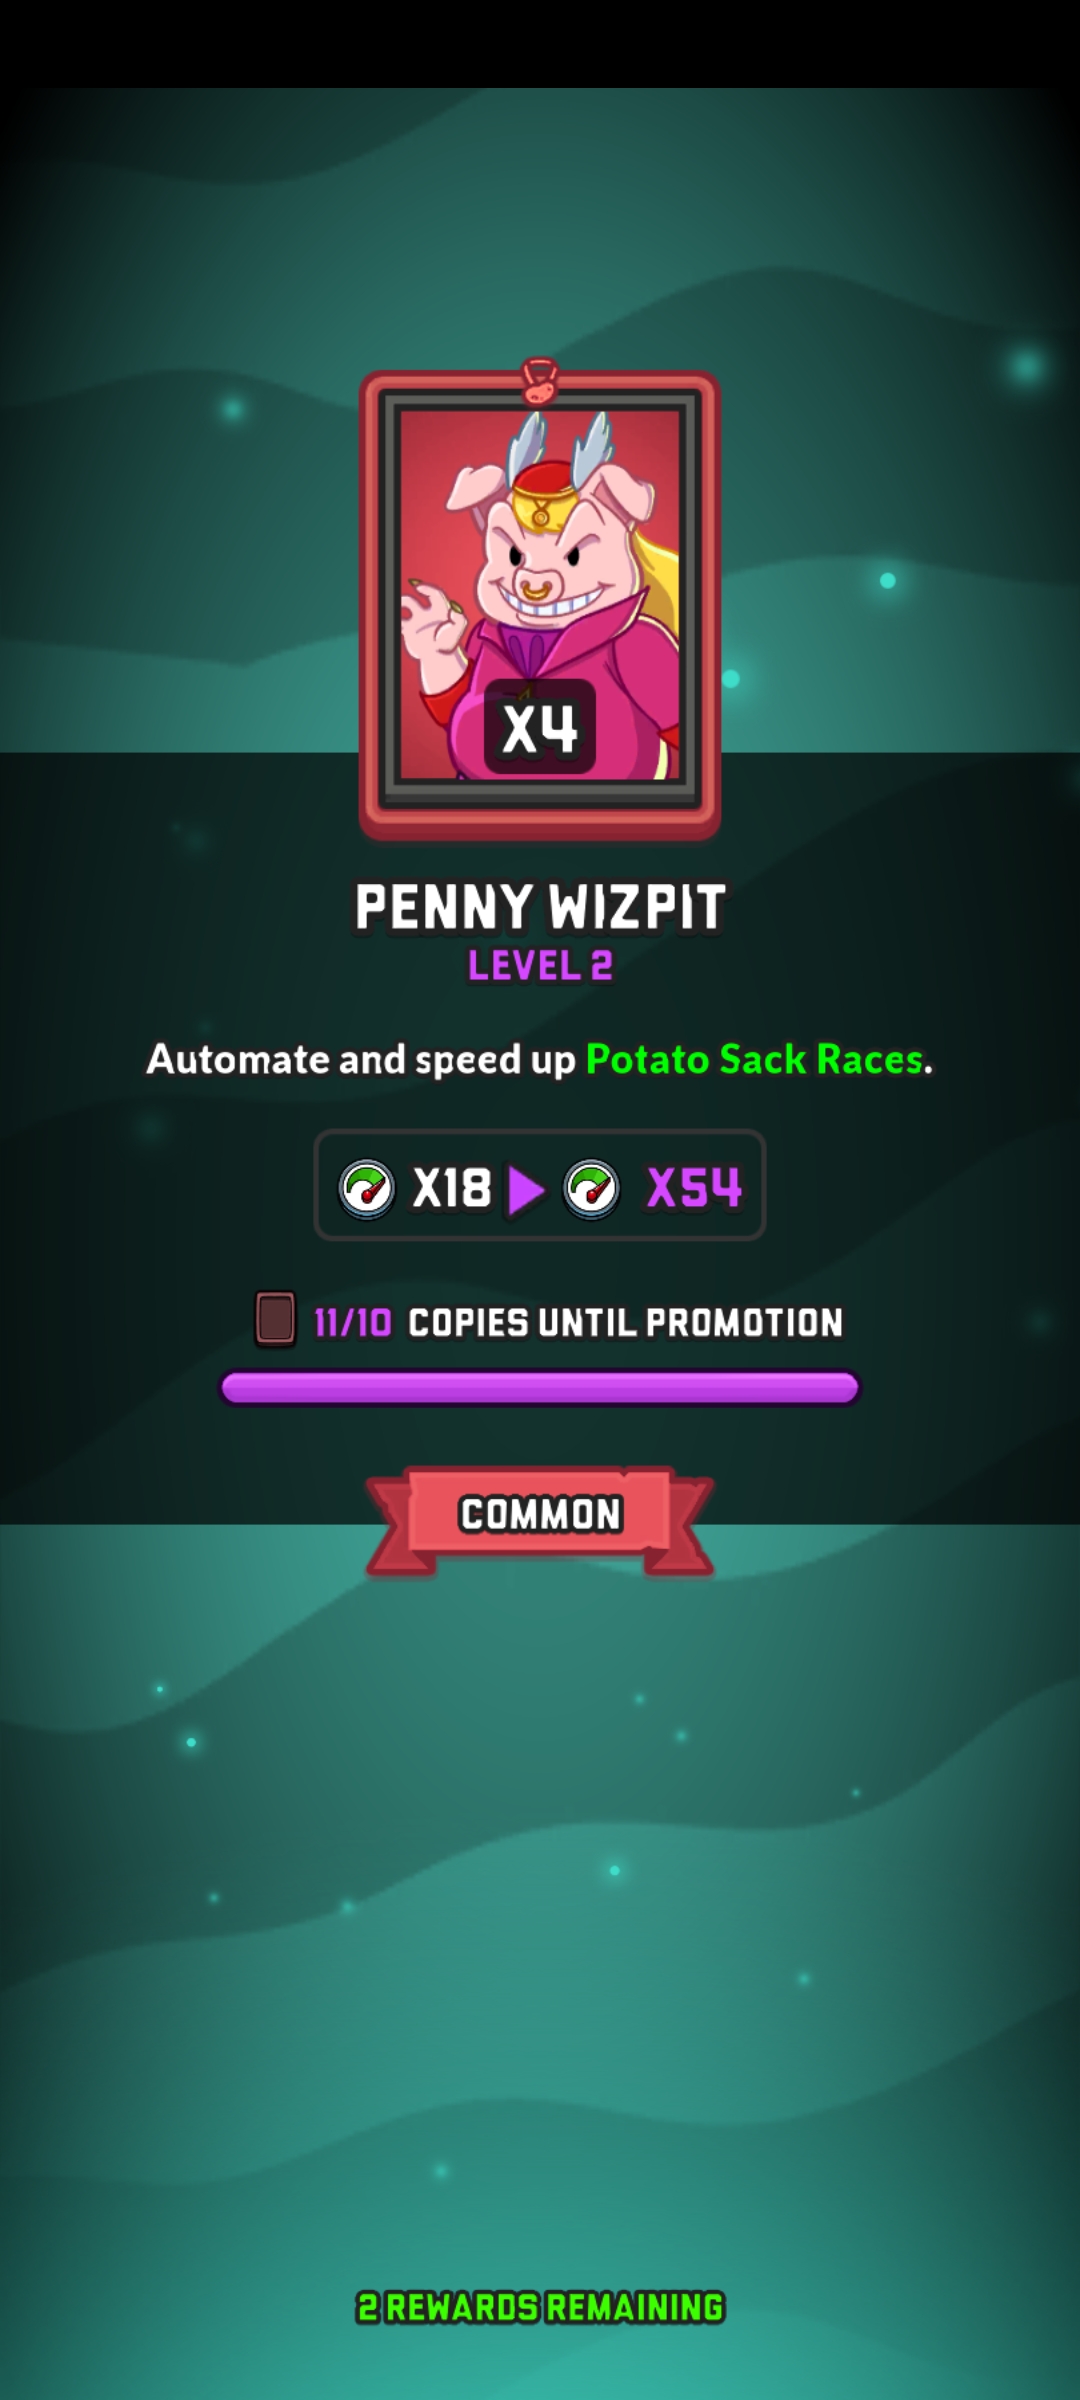 X4
PENNY WIZPIT
LEVEL 2
Automate and speed up Potato Sack Races.
X18 X54
11/10 COPIES UNTIL PROMOTION
COMMON
2 REWARDS REMAINING